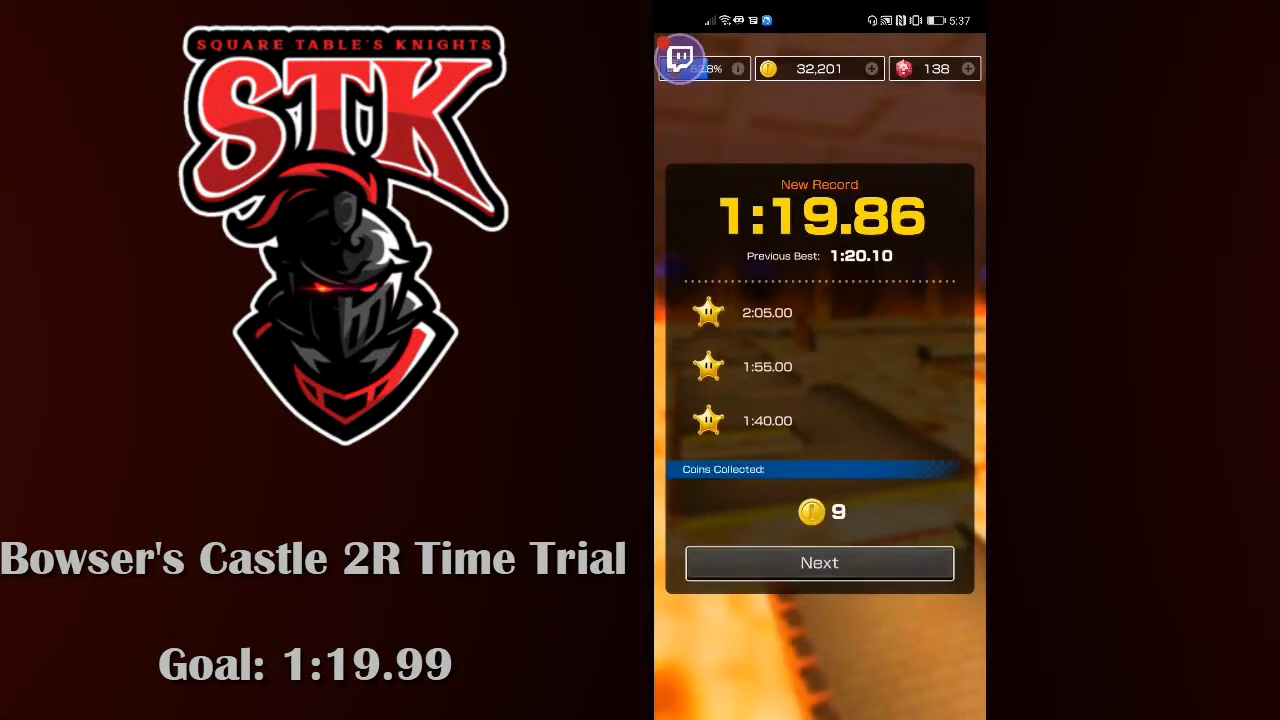 SQUARE TABLE'S KNIGHTS
STK
Bowser's Castle 2R Time Trial
Goal: 1:19.99
5:37
32,201
138
New Record
1:19.86
Previous Best: 1:20.10
2:05.00
1:55.00
1:40.00
Coins Collected:
9
Next